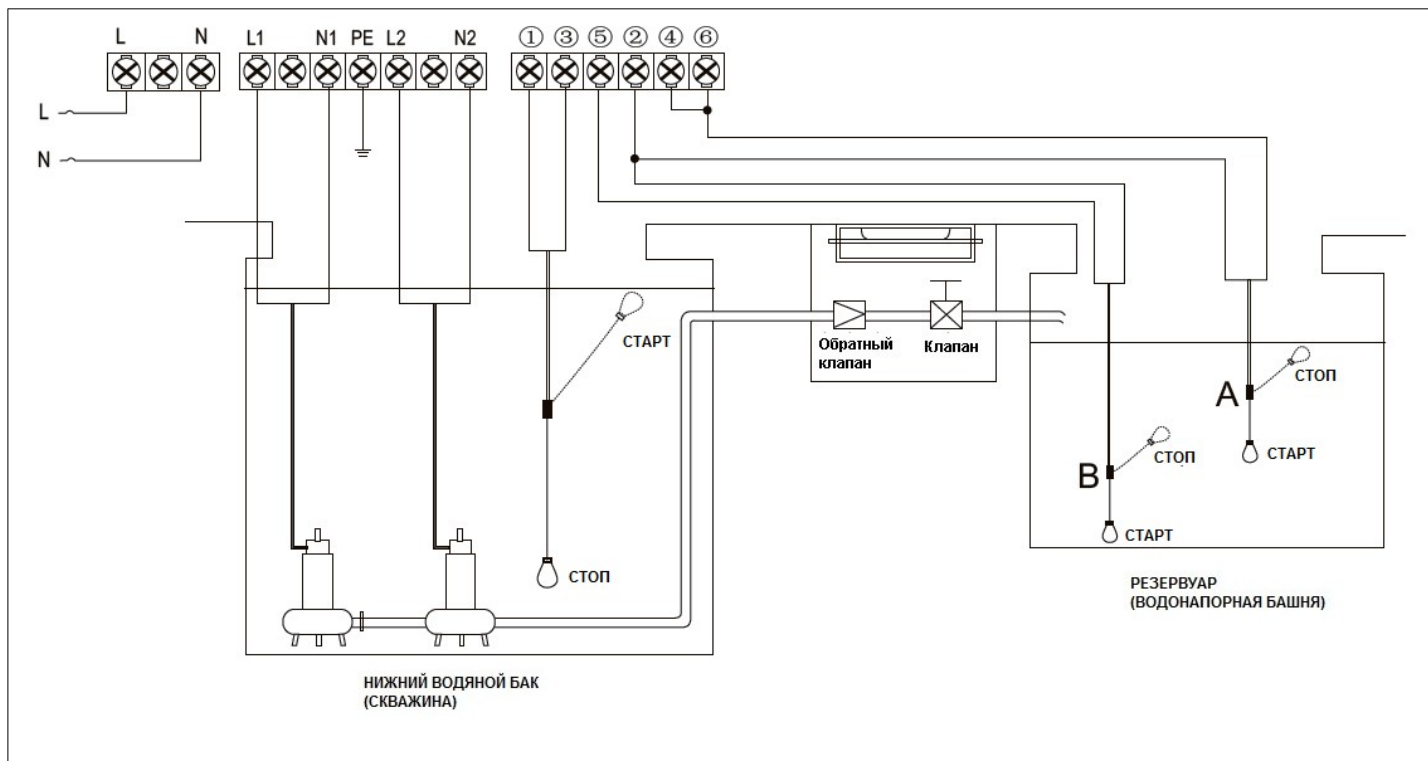 L N L1 N1 PE L2 N2 ① ③ ⑤ ② ④ ⑥
L
N
СТАРТ
Обратный
клапан
Клапан
СТОП
A
СТАРТ
СТОП
B
СТАРТ
СТОП
РЕЗЕРВУАР
(ВОДОНАПОРНАЯ БАШНЯ)
НИЖНИЙ ВОДЯНОЙ БАК
(СКВАЖИНА)